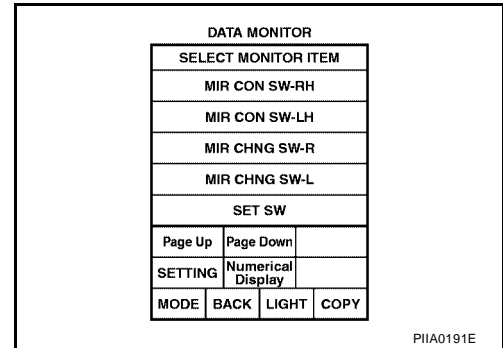 DATA MONITOR
SELECT MONITOR ITEM
MIR CON SW-RH
MIR CON SW-LH
MIR CHNG SW-R
MIR CHNG SW-L
SET SW
Page Up Page Down
SETTING Numerical
Display
MODE BACK LIGHT COPY
PIIA0191E